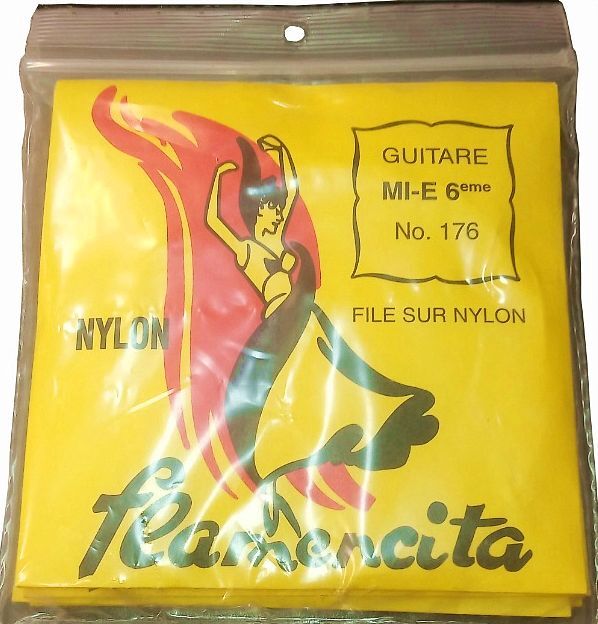 GUITARE
MI-E 6eme
No. 176
FILE SUR NYLON
NYLON
flamencita